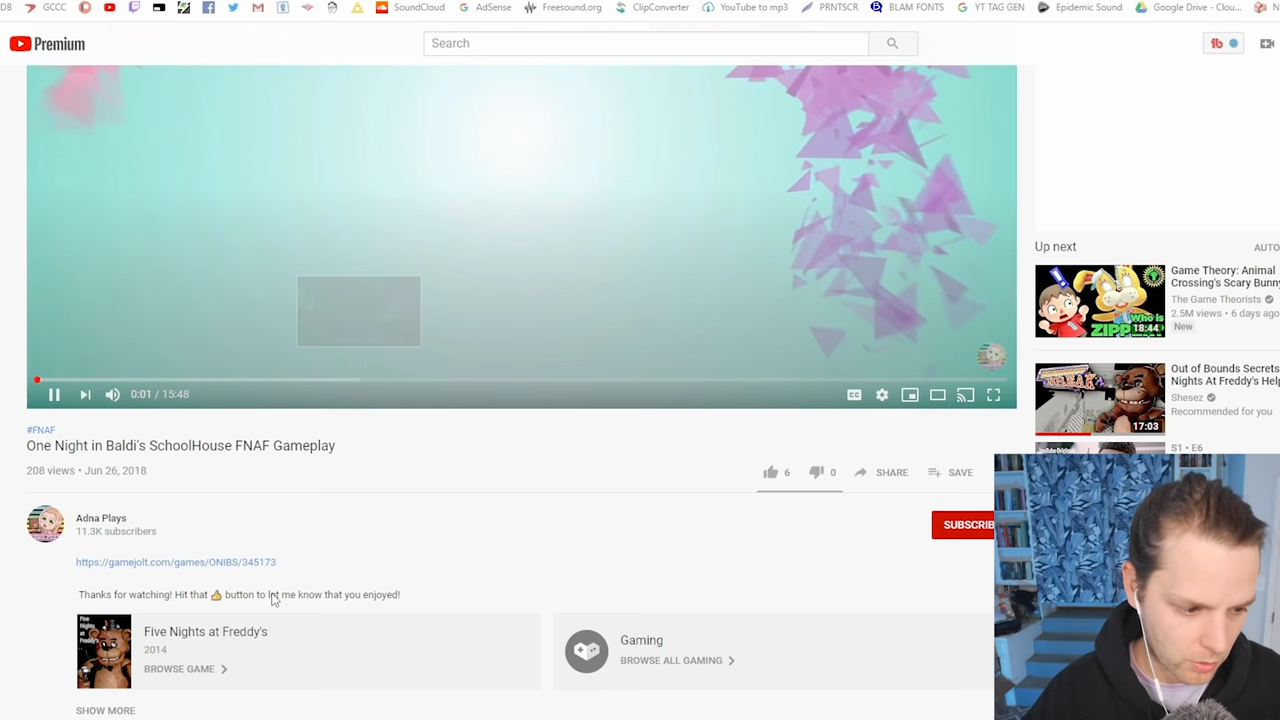 DB GCCC SoundCloud AdSense Freesound.org ClipConverter YouTube to mp3 PRNTSCR BLAM FONTS YT TAG GEN Epidemic Sound Google Drive - Clou...
Premium
Search
0:01 / 15:48
#FNAF
One Night in Baldi's SchoolHouse FNAF Gameplay
208 views • Jun 26, 2018
6 0 SHARE SAVE
Adna Plays
11.3K subscribers
SUBSCRIB
https://gamejolt.com/games/ONIBS/345173
Thanks for watching! Hit that 👍 button to let me know that you enjoyed!
Five Nights at Freddy's
2014
BROWSE GAME
Gaming
BROWSE ALL GAMING
SHOW MORE
Up next AUTO
Who is
ZIPP
18:44
Game Theory: Animal
Crossing's Scary Bunny
The Game Theorists
2.5M views • 6 days ago
New
BREAK
17:03
Out of Bounds Secrets
Nights At Freddy's Help
Shesez
Recommended for you
S1 • E6